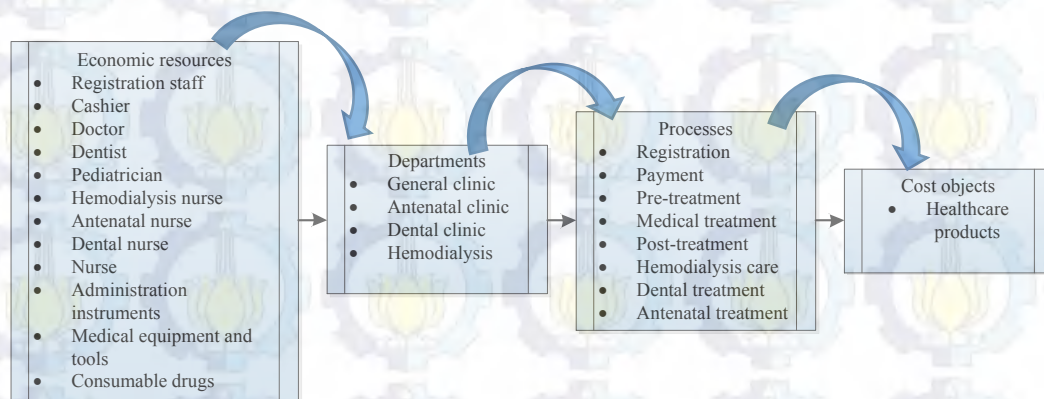 Economic resources
• Registration staff
• Cashier
• Doctor
• Dentist
• Pediatrician
• Hemodialysis nurse
• Antenatal nurse
• Dental nurse
• Nurse
• Administration
instruments
• Medical equipment and
tools
• Consumable drugs
Departments
• General clinic
• Antenatal clinic
• Dental clinic
• Hemodialysis
Processes
• Registration
• Payment
• Pre-treatment
• Medical treatment
• Post-treatment
• Hemodialysis care
• Dental treatment
• Antenatal treatment
Cost objects
• Healthcare
products